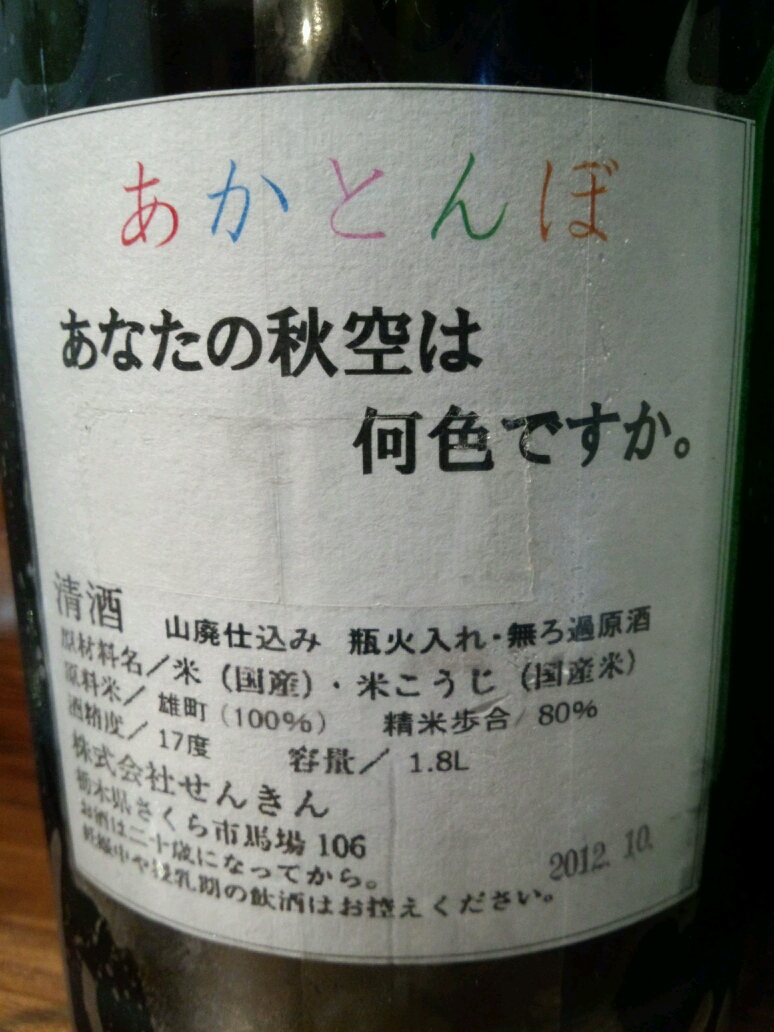 あかとんぼ
あなたの秋空は
何色ですか。
清酒 山廃仕込み 瓶火入れ・無ろ過原酒
原材料名／米（国産）・米こうじ（国産米）
原料米／雄町（100%） 精米歩合／80%
酒精度／17度 容量／1.8L
株式会社せんきん
栃木県さくら市馬場106
お酒は二十歳になってから。
妊娠中や授乳期の飲酒はお控えください。
2012. 10.